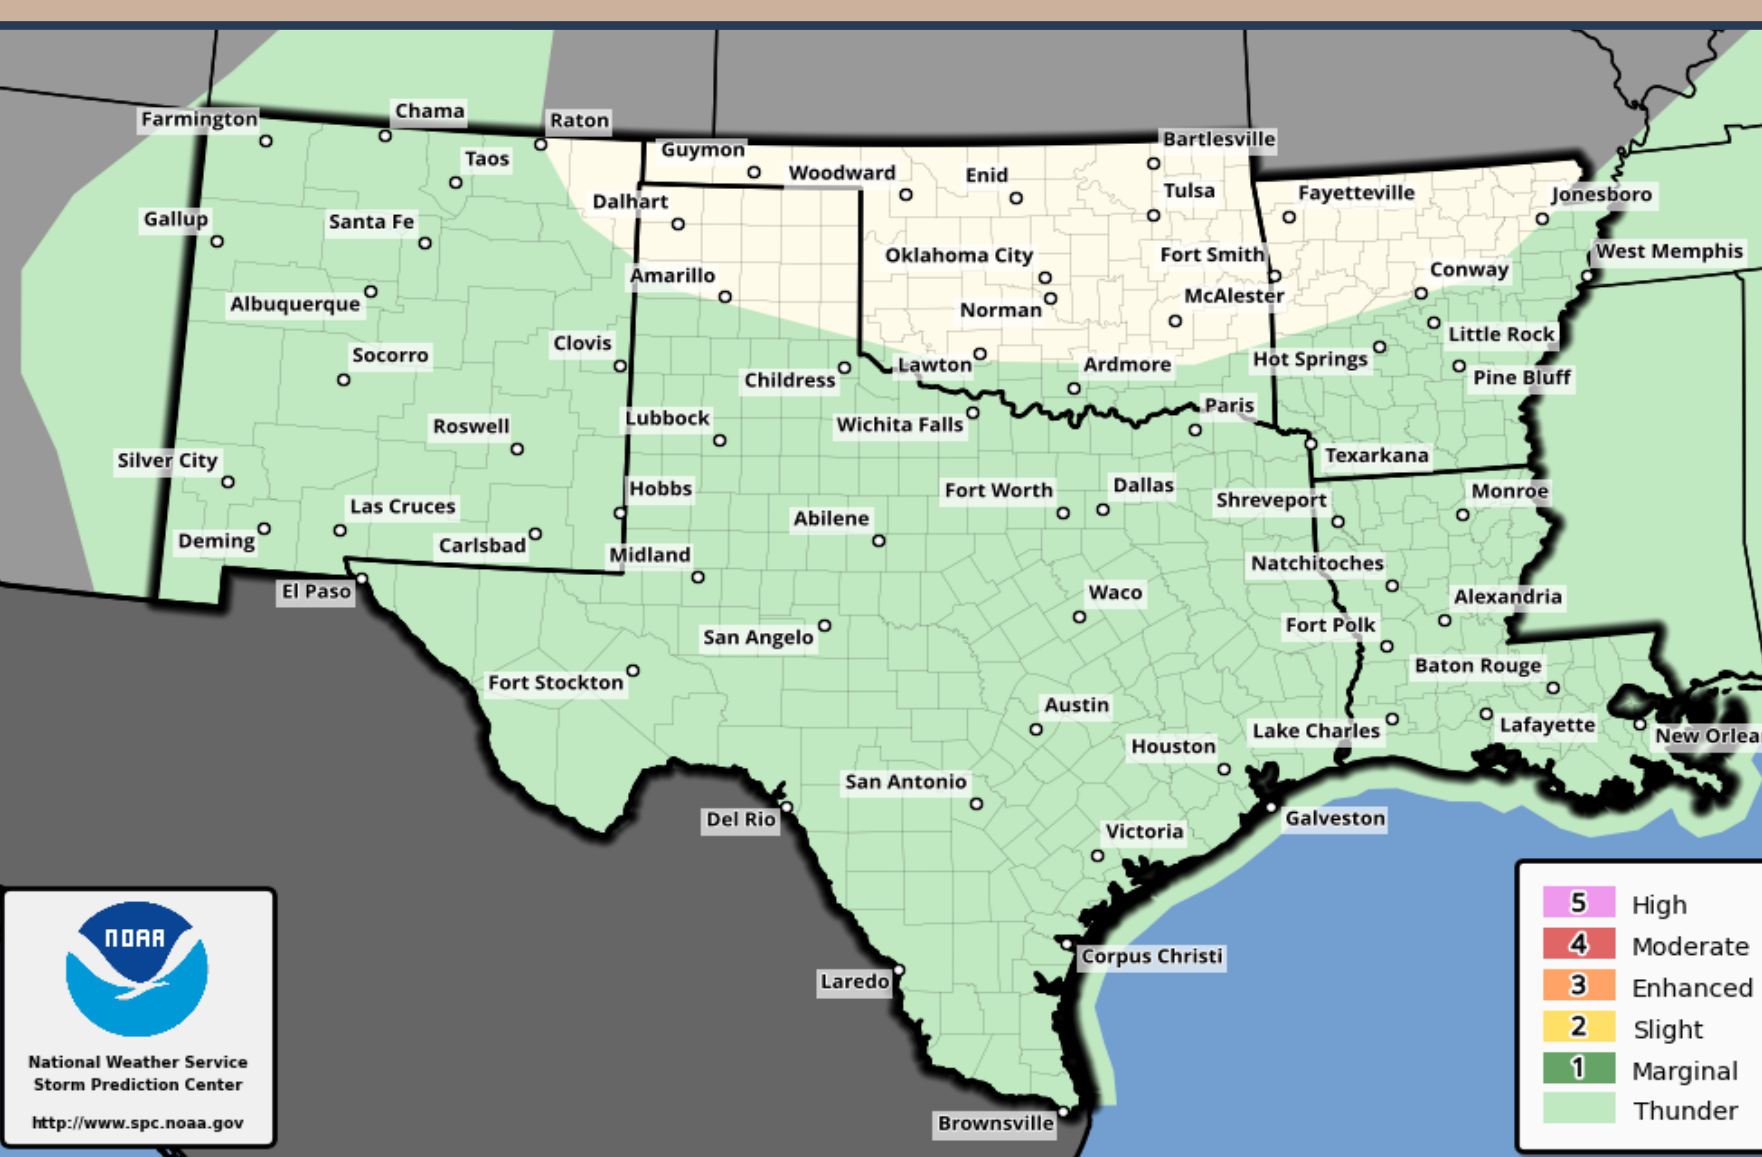 Farmington
Chama
Raton
Guymon
Bartlesville
Taos
Woodward
Enid
Tulsa
Fayetteville
Jonesboro
Dalhart
Gallup
Santa Fe
Oklahoma City
Fort Smith
West Memphis
Amarillo
Conway
Albuquerque
Norman
McAlester
Little Rock
Clovis
Socorro
Hot Springs
Lawton
Ardmore
Childress
Pine Bluff
Paris
Lubbock
Roswell
Wichita Falls
Silver City
Texarkana
Hobbs
Fort Worth
Dallas
Shreveport
Monroe
Las Cruces
Abilene
Deming
Carlsbad
Midland
Natchitoches
El Paso
Waco
Alexandria
San Angelo
Fort Polk
Baton Rouge
Fort Stockton
Austin
Lake Charles
Lafayette
New Orlea
Houston
San Antonio
Del Rio
Galveston
Victoria
Corpus Christi
Laredo
Brownsville
NOAA
National Weather Service
Storm Prediction Center
http://www.spc.noaa.gov
5 High
4 Moderate
3 Enhanced
2 Slight
1 Marginal
Thunder